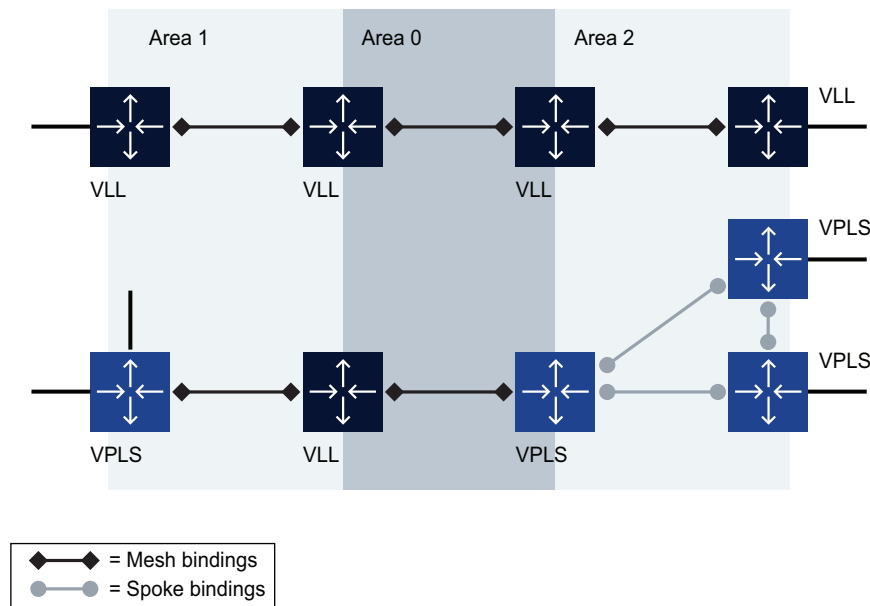 Area 1
Area 0
Area 2
VLL
VLL
VLL
VLL
VPLS
VPLS
VPLS
VLL
VPLS
= Mesh bindings
= Spoke bindings